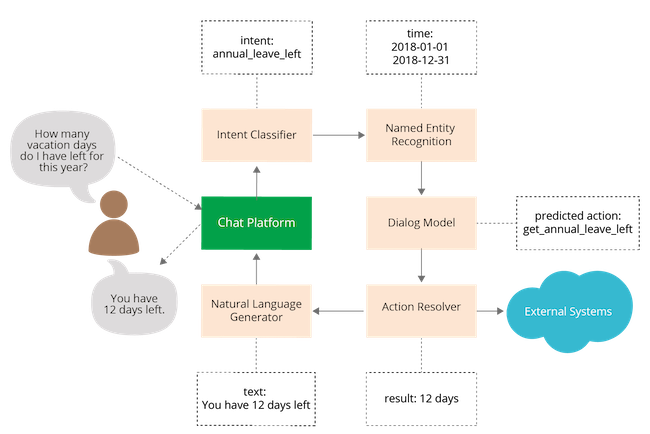 intent:
annual_leave_left
time:
2018-01-01
2018-12-31
How many
vacation days
do I have left for
this year?
Intent Classifier
Named Entity
Recognition
Chat Platform
Dialog Model
predicted action:
get_annual_leave_left
You have
12 days left.
Natural Language
Generator
Action Resolver
External Systems
text:
You have 12 days left
result: 12 days